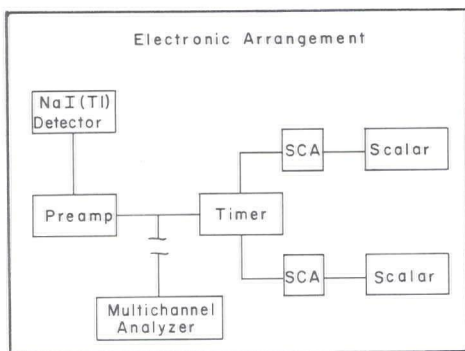 Electronic Arrangement
NaI(Tl)
Detector
SCA
Scalar
Preamp
Timer
SCA
Scalar
Multichannel
Analyzer